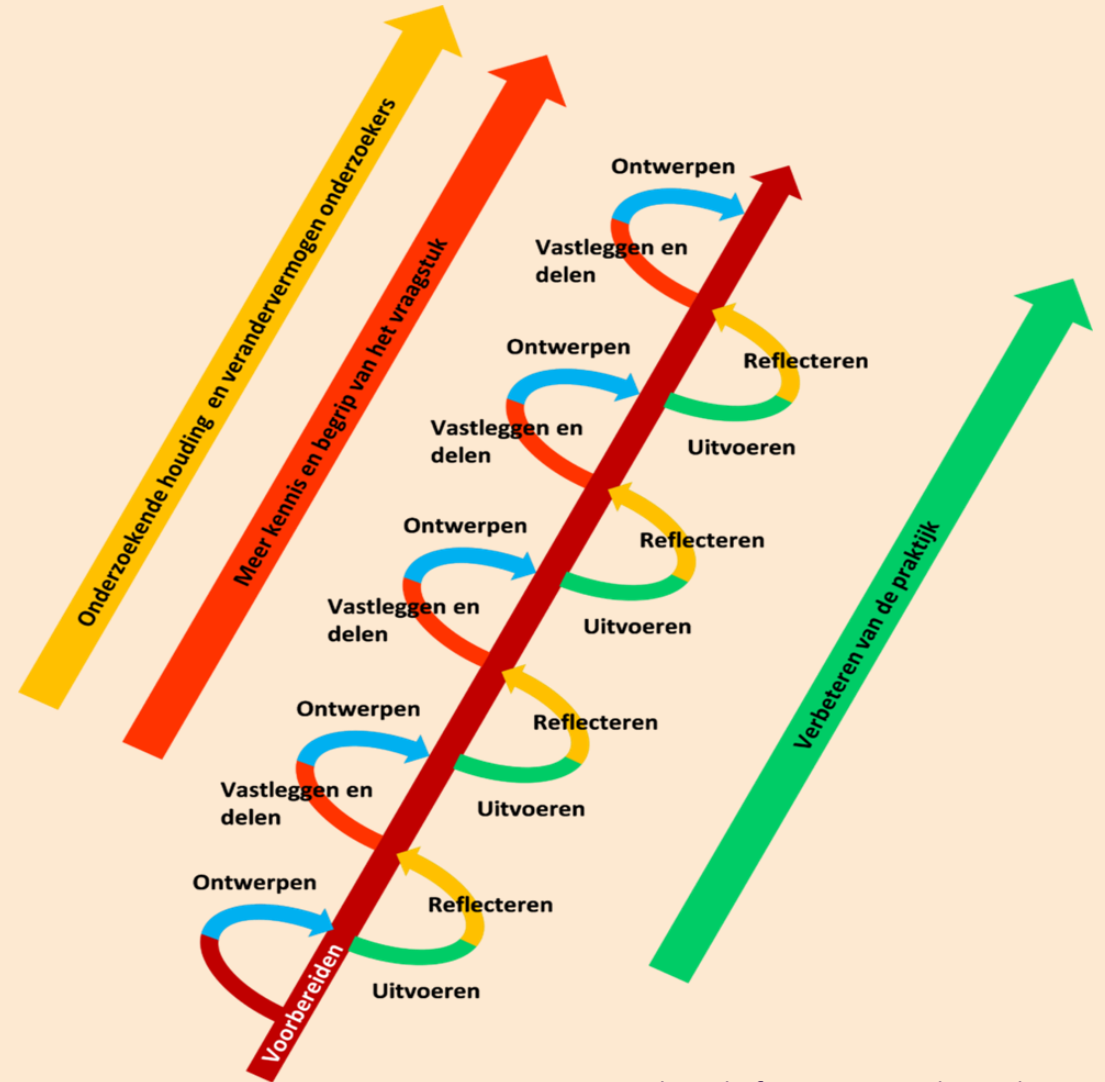 Onderzoekende houding en verandervermogen onderzoekers
Meer kennis en begrip van het vraagstuk
Ontwerpen
Vastleggen en
delen
Reflecteren
Ontwerpen
Uitvoeren
Vastleggen en
delen
Reflecteren
Ontwerpen
Uitvoeren
Vastleggen en
delen
Reflecteren
Ontwerpen
Uitvoeren
Vastleggen en
delen
Ontwerpen
Reflecteren
Uitvoeren
Voorbereiden
Verbeteren van de praktijk